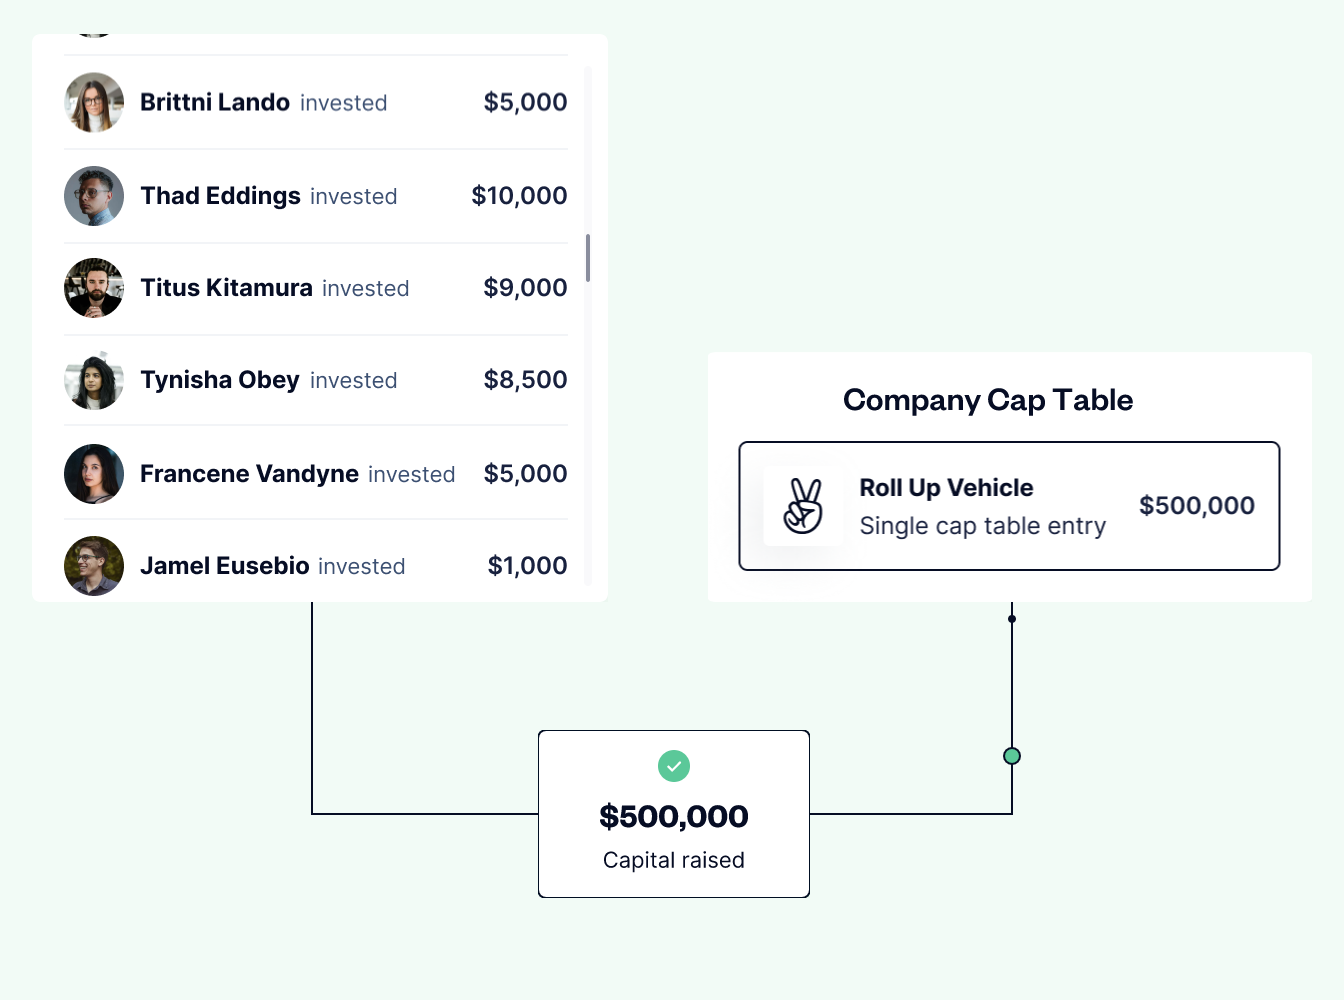 Brittni Lando invested $5,000
Thad Eddings invested $10,000
Titus Kitamura invested $9,000
Tynisha Obey invested $8,500
Francene Vandyne invested $5,000
Jamel Eusebio invested $1,000
Company Cap Table
Roll Up Vehicle
Single cap table entry
$500,000
$500,000
Capital raised